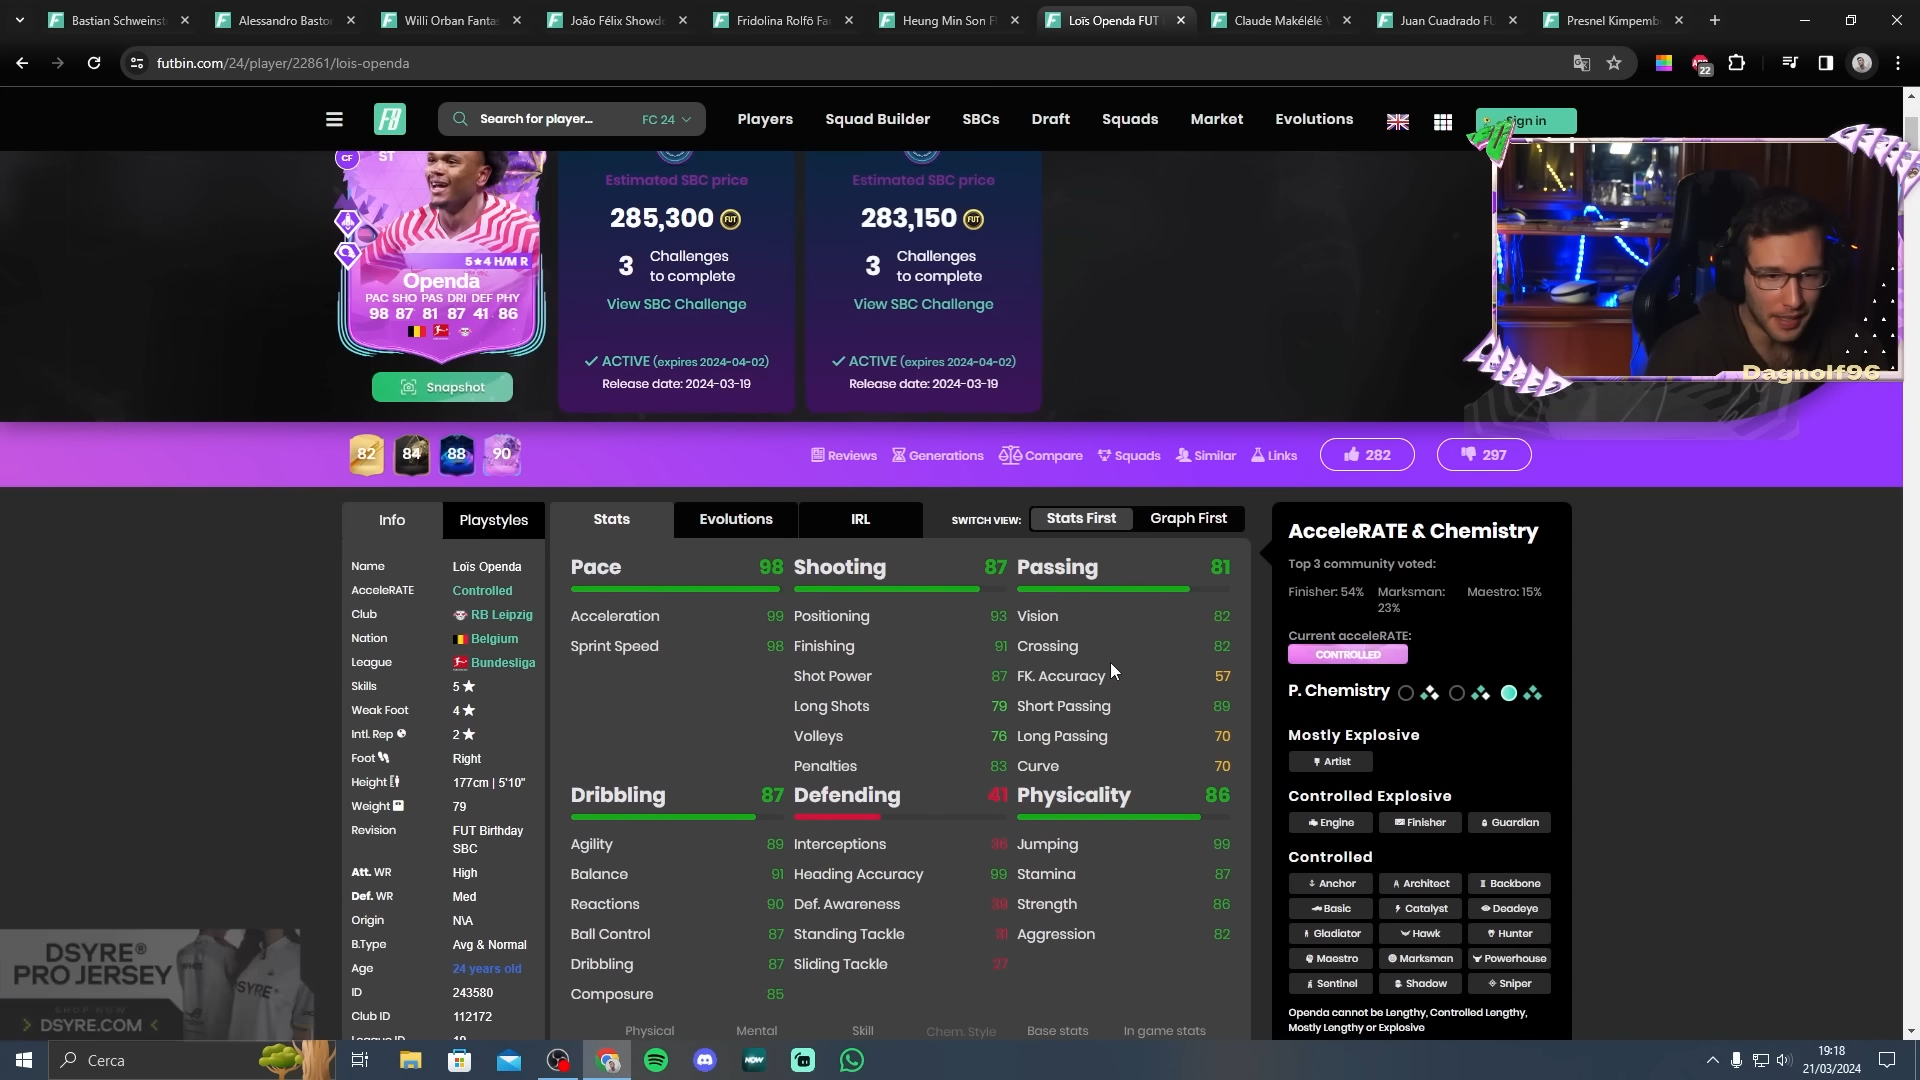 Bastian Schweinst
Alessandro Baston
Willi Orban Fanta
João Félix Showdo
Fridolina Rolfö Fa
Heung Min Son F
Loïs Openda FUT
Claude Makélélé
Juan Cuadrado FU
Presnel Kimpemb
futbin.com/24/player/22861/lois-openda
22
Search for player...
FC 24
Players
Squad Builder
SBCs
Draft
Squads
Market
Evolutions
Sign in
CF
ST
5★4 H/M R
Openda
PAC SHO PAS DRI DEF PHY
98 87 81 87 41 86
Snapshot
Estimated SBC price
285,300
FUT
3
Challenges
to complete
View SBC Challenge
ACTIVE (expires 2024-04-02)
Release date: 2024-03-19
Estimated SBC price
283,150
FUT
3
Challenges
to complete
View SBC Challenge
ACTIVE (expires 2024-04-02)
Release date: 2024-03-19
Dagnolf96
82
84
88
90
Reviews
Generations
Compare
Squads
Similar
Links
282
297
Info
Playstyles
Name Loïs Openda
AcceleRATE Controlled
Club RB Leipzig
Nation Belgium
League Bundesliga
Skills 5
Weak Foot 4
Intl. Rep 2
Foot Right
Height 177cm | 5'10"
Weight 79
Revision FUT Birthday
SBC
Att. WR High
Def. WR Med
Origin N\A
B.Type Avg & Normal
Age 24 years old
ID 243580
Club ID 112172
Stats
Evolutions
IRL
SWITCH VIEW:
Stats First
Graph First
Pace 98
Acceleration 99
Sprint Speed 98
Shooting 87
Positioning 93
Finishing 91
Shot Power 87
Long Shots 79
Volleys 76
Penalties 83
Passing 81
Vision 82
Crossing 82
FK. Accuracy 57
Short Passing 89
Long Passing 70
Curve 70
Dribbling 87
Agility 89
Balance 91
Reactions 90
Ball Control 87
Dribbling 87
Composure 85
Defending 41
Interceptions 36
Heading Accuracy 99
Def. Awareness 39
Standing Tackle
Sliding Tackle 27
Physicality 86
Jumping 99
Stamina 87
Strength 86
Aggression 82
Physical
Mental
Skill
Chem. Style
Base stats
In game stats
AcceleRATE & Chemistry
Top 3 community voted:
Finisher: 54% Marksman: Maestro: 15%
23%
Current acceleRATE:
CONTROLLED
P. Chemistry
Mostly Explosive
Artist
Controlled Explosive
Engine Finisher Guardian
Controlled
Anchor Architect Backbone
Basic Catalyst Deadeye
Gladiator Hawk Hunter
Maestro Marksman Powerhouse
Sentinel Shadow Sniper
Openda cannot be Lengthy, Controlled Lengthy,
Mostly Lengthy or Explosive
DSYRE®
PRO JERSEY
SHOP NOW
> DSYRE.COM <
Cerca
NOW
19:18
21/03/2024